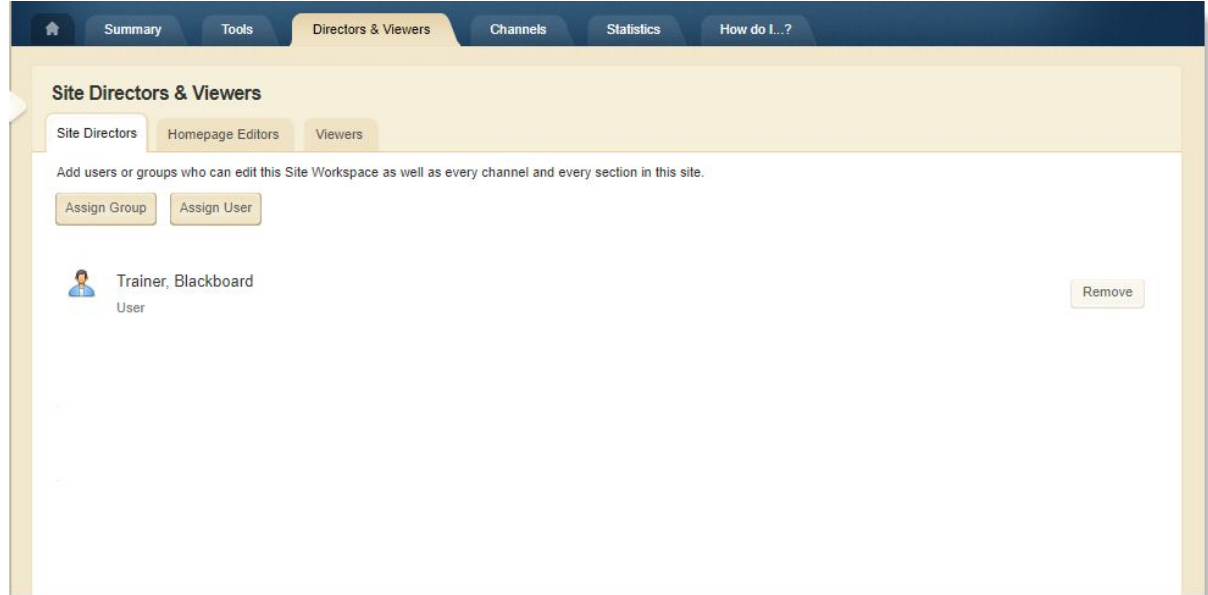 Summary Tools Directors & Viewers Channels Statistics How do I...?
Site Directors & Viewers
Site Directors Homepage Editors Viewers
Add users or groups who can edit this Site Workspace as well as every channel and every section in this site.
Assign Group Assign User
Trainer, Blackboard
Remove
User